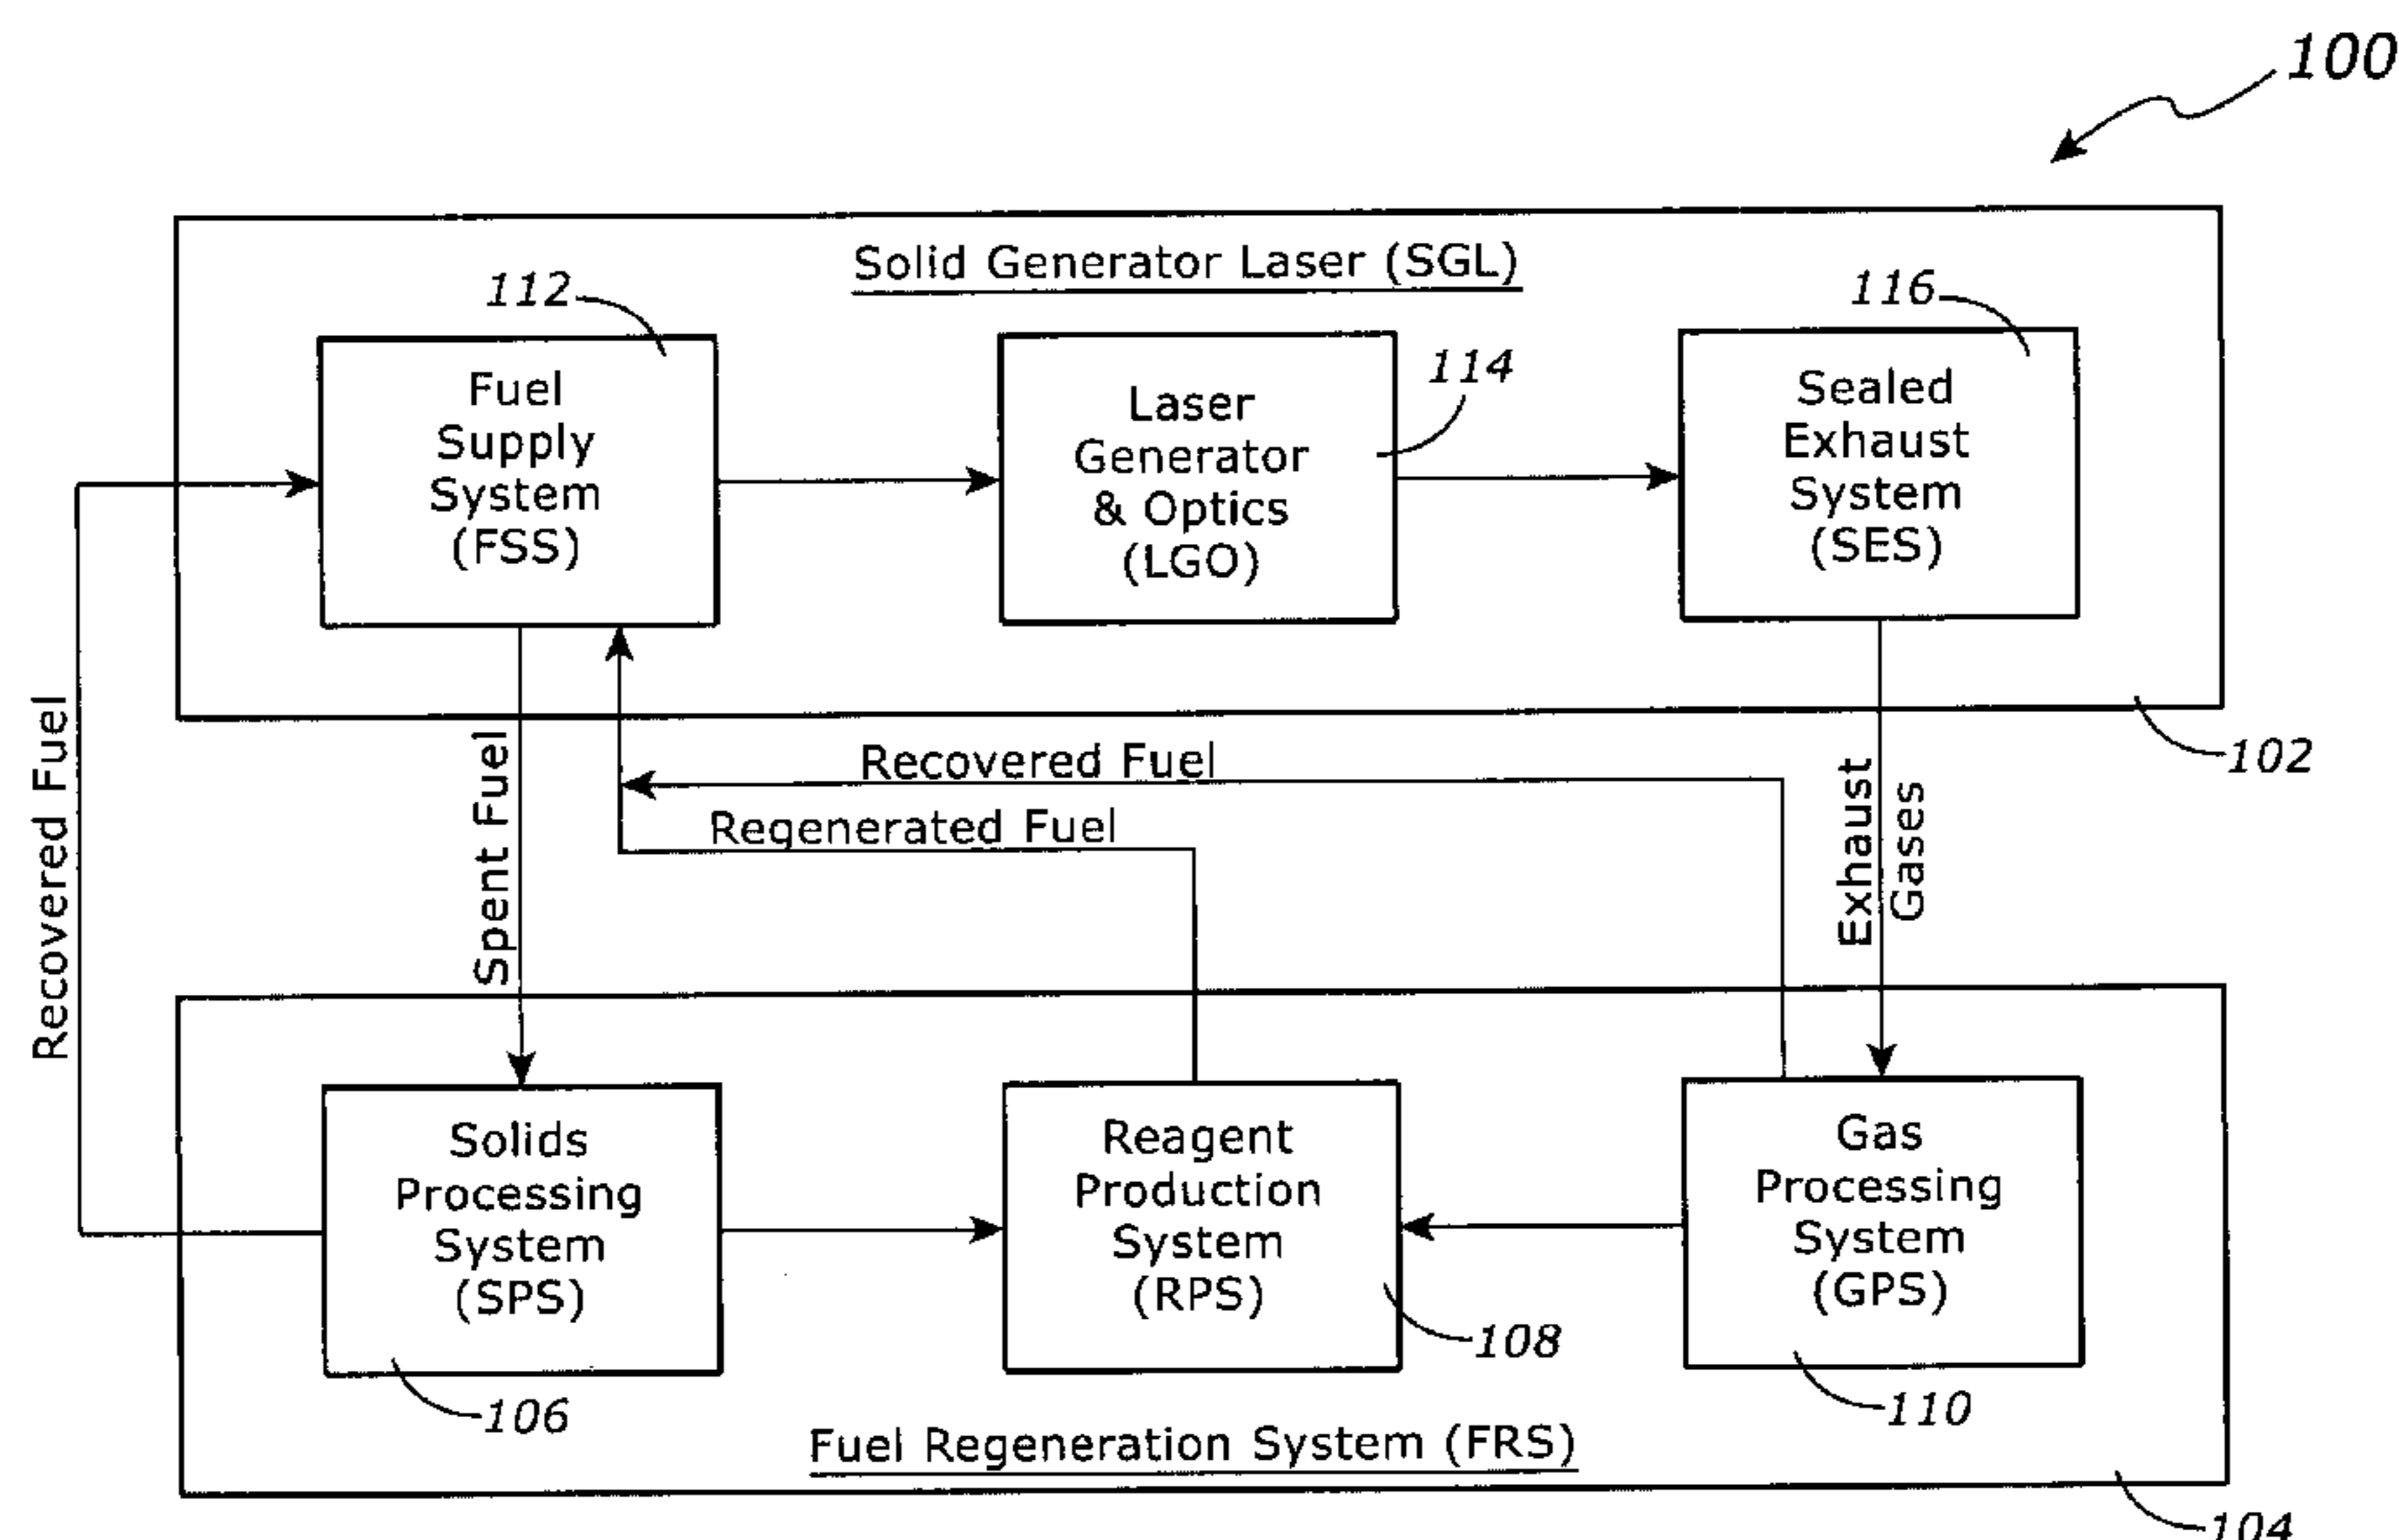 100
Solid Generator Laser (SGL)
112
Fuel
Supply
System
(FSS)
114
Laser
Generator
& Optics
(LGO)
116
Sealed
Exhaust
System
(SES)
102
Recovered Fuel
Spent Fuel
Recovered Fuel
Regenerated Fuel
Exhaust
Gases
Solids
Processing
System
(SPS)
106
Reagent
Production
System
(RPS)
108
Gas
Processing
System
(GPS)
110
Fuel Regeneration System (FRS)
104